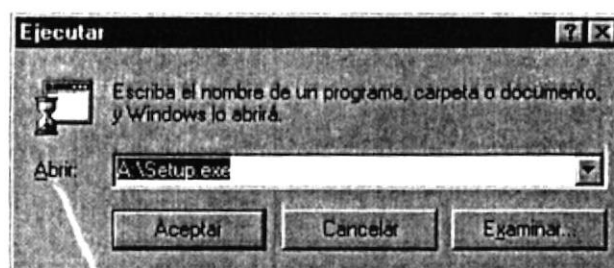 Ejecutar
Escriba el nombre de un programa, carpeta o documento,
y Windows lo abrirá.
Abrir: A:\Setup.exe
Aceptar Cancelar Examinar...